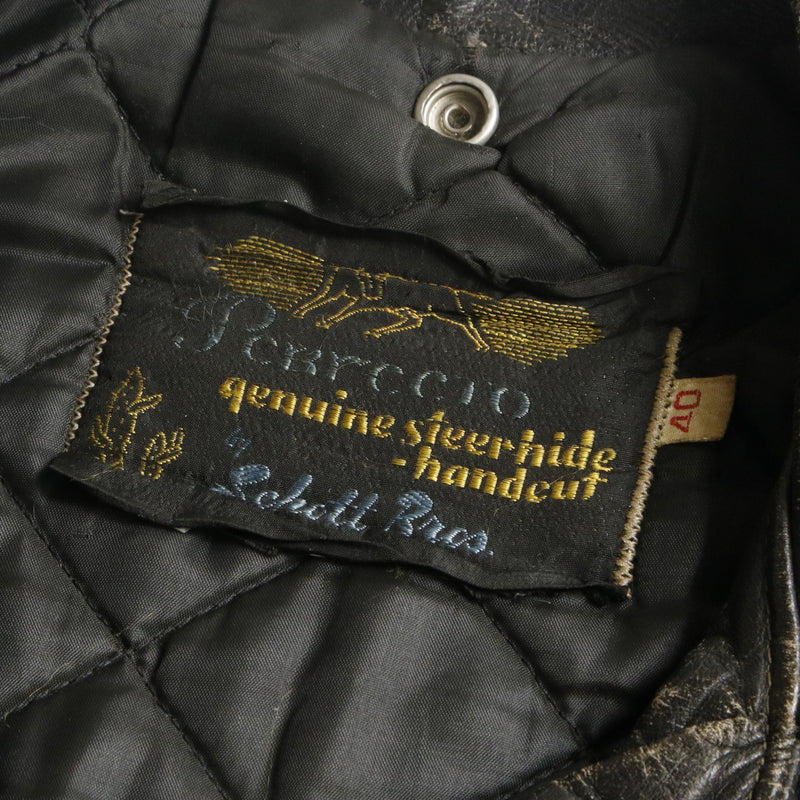 Perfecto
genuine steerhide
-handcut
by
Schott Bros.
40